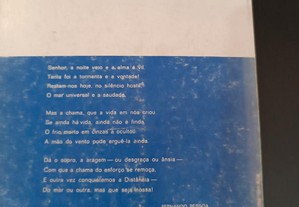 Senhor, a noite veio e a alma é vil.
Tanta foi a tormenta e a vontade!
Restam-nos hoje, no silêncio hostil,
O mar universal e a saudade.
Mas a chama, que a vida em nós criou,
Se ainda há vida, ainda não é finda.
O frio morto em cinzas a ocultou:
A mão do vento pode erguê-la ainda.
Dá o sopro, a aragem — ou desgraça ou ânsia —
Com que a chama do esforço se remoça,
E outra vez conquistemos a Distância —
Do mar ou outra, mas que seja nossa!
FERNANDO PESSOA